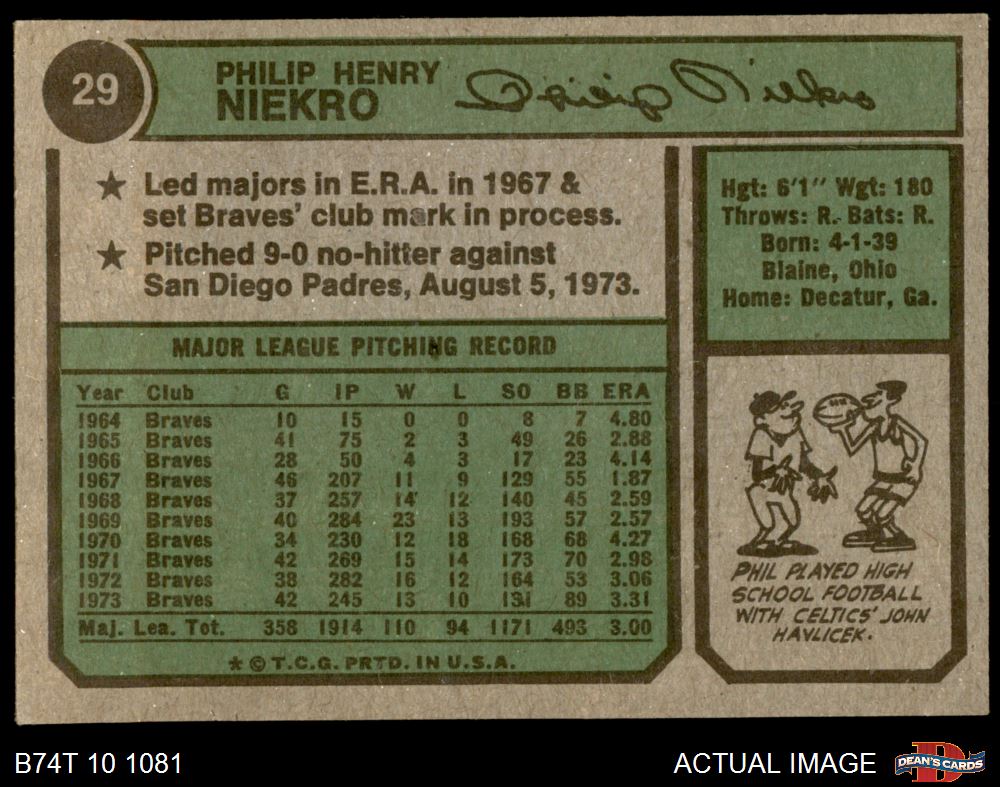 29
PHILIP HENRY
NIEKRO
Philip Niekro
★ Led majors in E.R.A. in 1967 &
set Braves' club mark in process.
★ Pitched 9-0 no-hitter against
San Diego Padres, August 5, 1973.
Hgt: 6'1" Wgt: 180
Throws: R. Bats: R.
Born: 4-1-39
Blaine, Ohio
Home: Decatur, Ga.
MAJOR LEAGUE PITCHING RECORD
Year Club G IP W L SO BB ERA
1964 Braves 10 15 0 0 8 7 4.80
1965 Braves 41 75 2 3 49 26 2.88
1966 Braves 28 50 4 3 17 23 4.14
1967 Braves 46 207 11 9 129 55 1.87
1968 Braves 37 257 14 12 140 45 2.59
1969 Braves 40 284 23 13 193 57 2.57
1970 Braves 34 230 12 18 168 68 4.27
1971 Braves 42 269 15 14 173 70 2.98
1972 Braves 38 282 16 12 164 53 3.06
1973 Braves 42 245 13 10 131 89 3.31
Maj. Lea. Tot. 358 1914 110 94 1171 493 3.00
★ © T.C.G. PRTD. IN U.S.A.
PHIL PLAYED HIGH
SCHOOL FOOTBALL
WITH CELTICS' JOHN
HAVLICEK.
B74T 10 1081
ACTUAL IMAGE
DEAN'S CARDS